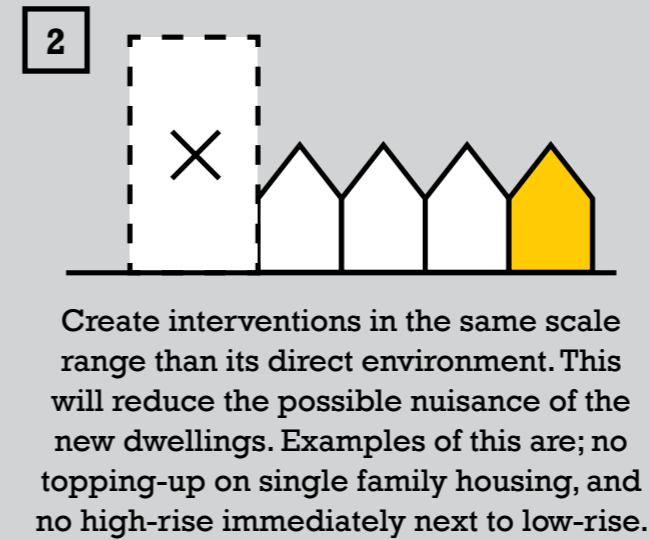 2
Create interventions in the same scale
range than its direct environment. This
will reduce the possible nuisance of the
new dwellings. Examples of this are; no
topping-up on single family housing, and
no high-rise immediately next to low-rise.